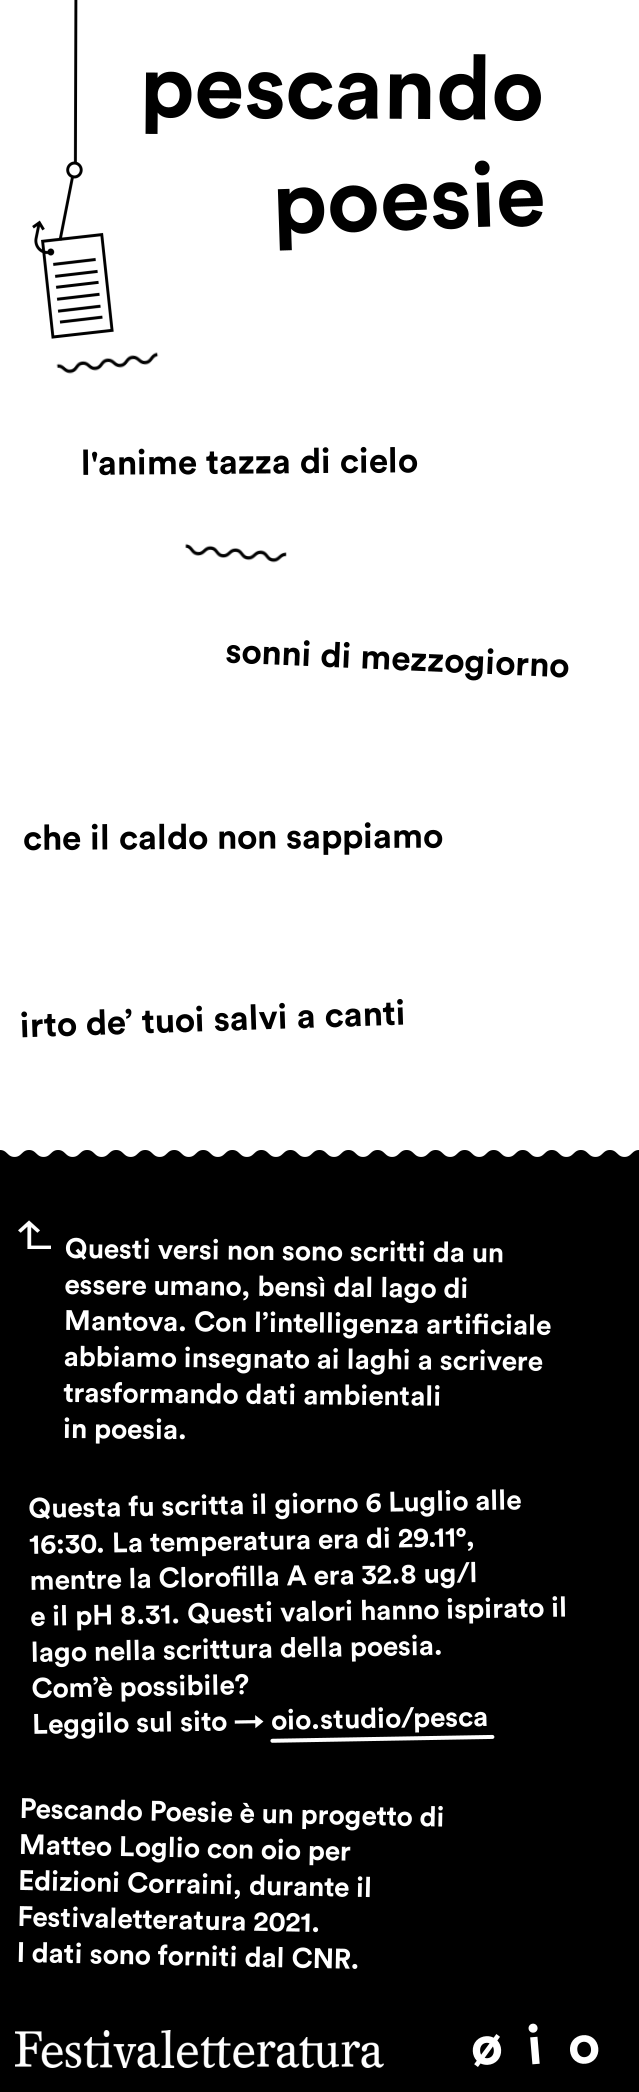 pescando
poesie
l'anime tazza di cielo
sonni di mezzogiorno
che il caldo non sappiamo
irto de’ tuoi salvi a canti
Questi versi non sono scritti da un
essere umano, bensì dal lago di
Mantova. Con l’intelligenza artificiale
abbiamo insegnato ai laghi a scrivere
trasformando dati ambientali
in poesia.
Questa fu scritta il giorno 6 Luglio alle
16:30. La temperatura era di 29.11°,
mentre la Clorofilla A era 32.8 ug/l
e il pH 8.31. Questi valori hanno ispirato il
lago nella scrittura della poesia.
Com’è possibile?
Leggilo sul sito → oio.studio/pesca
Pescando Poesie è un progetto di
Matteo Loglio con oio per
Edizioni Corraini, durante il
Festivaletteratura 2021.
I dati sono forniti dal CNR.
Festivaletteratura
ø i o